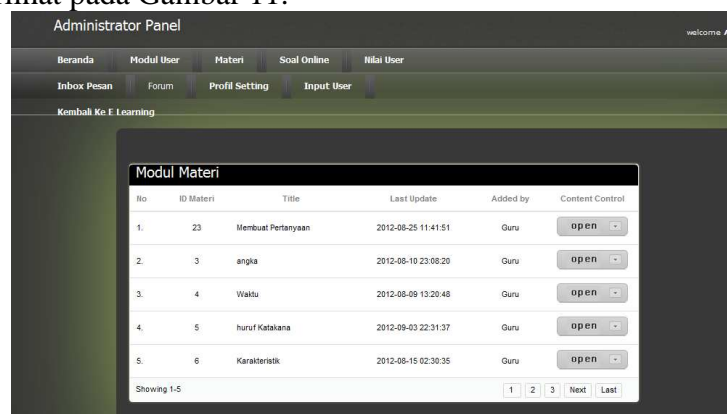 pada Gambar 11.
Administrator Panel
welcome
Beranda Modul User Materi Soal Online Nilai User
Inbox Pesan Forum Profil Setting Input User
Kembali Ke E Learning
Modul Materi
No ID Materi Title Last Update Added by Content Control
1. 23 Membuat Pertanyaan 2012-08-25 11:41:51 Guru open
2. 3 angka 2012-08-10 23:08:20 Guru open
3. 4 Waktu 2012-08-09 13:20:48 Guru open
4. 5 huruf Katakana 2012-09-03 22:31:37 Guru open
5. 6 Karakteristik 2012-08-15 02:30:35 Guru open
Showing 1-5 1 2 3 Next Last